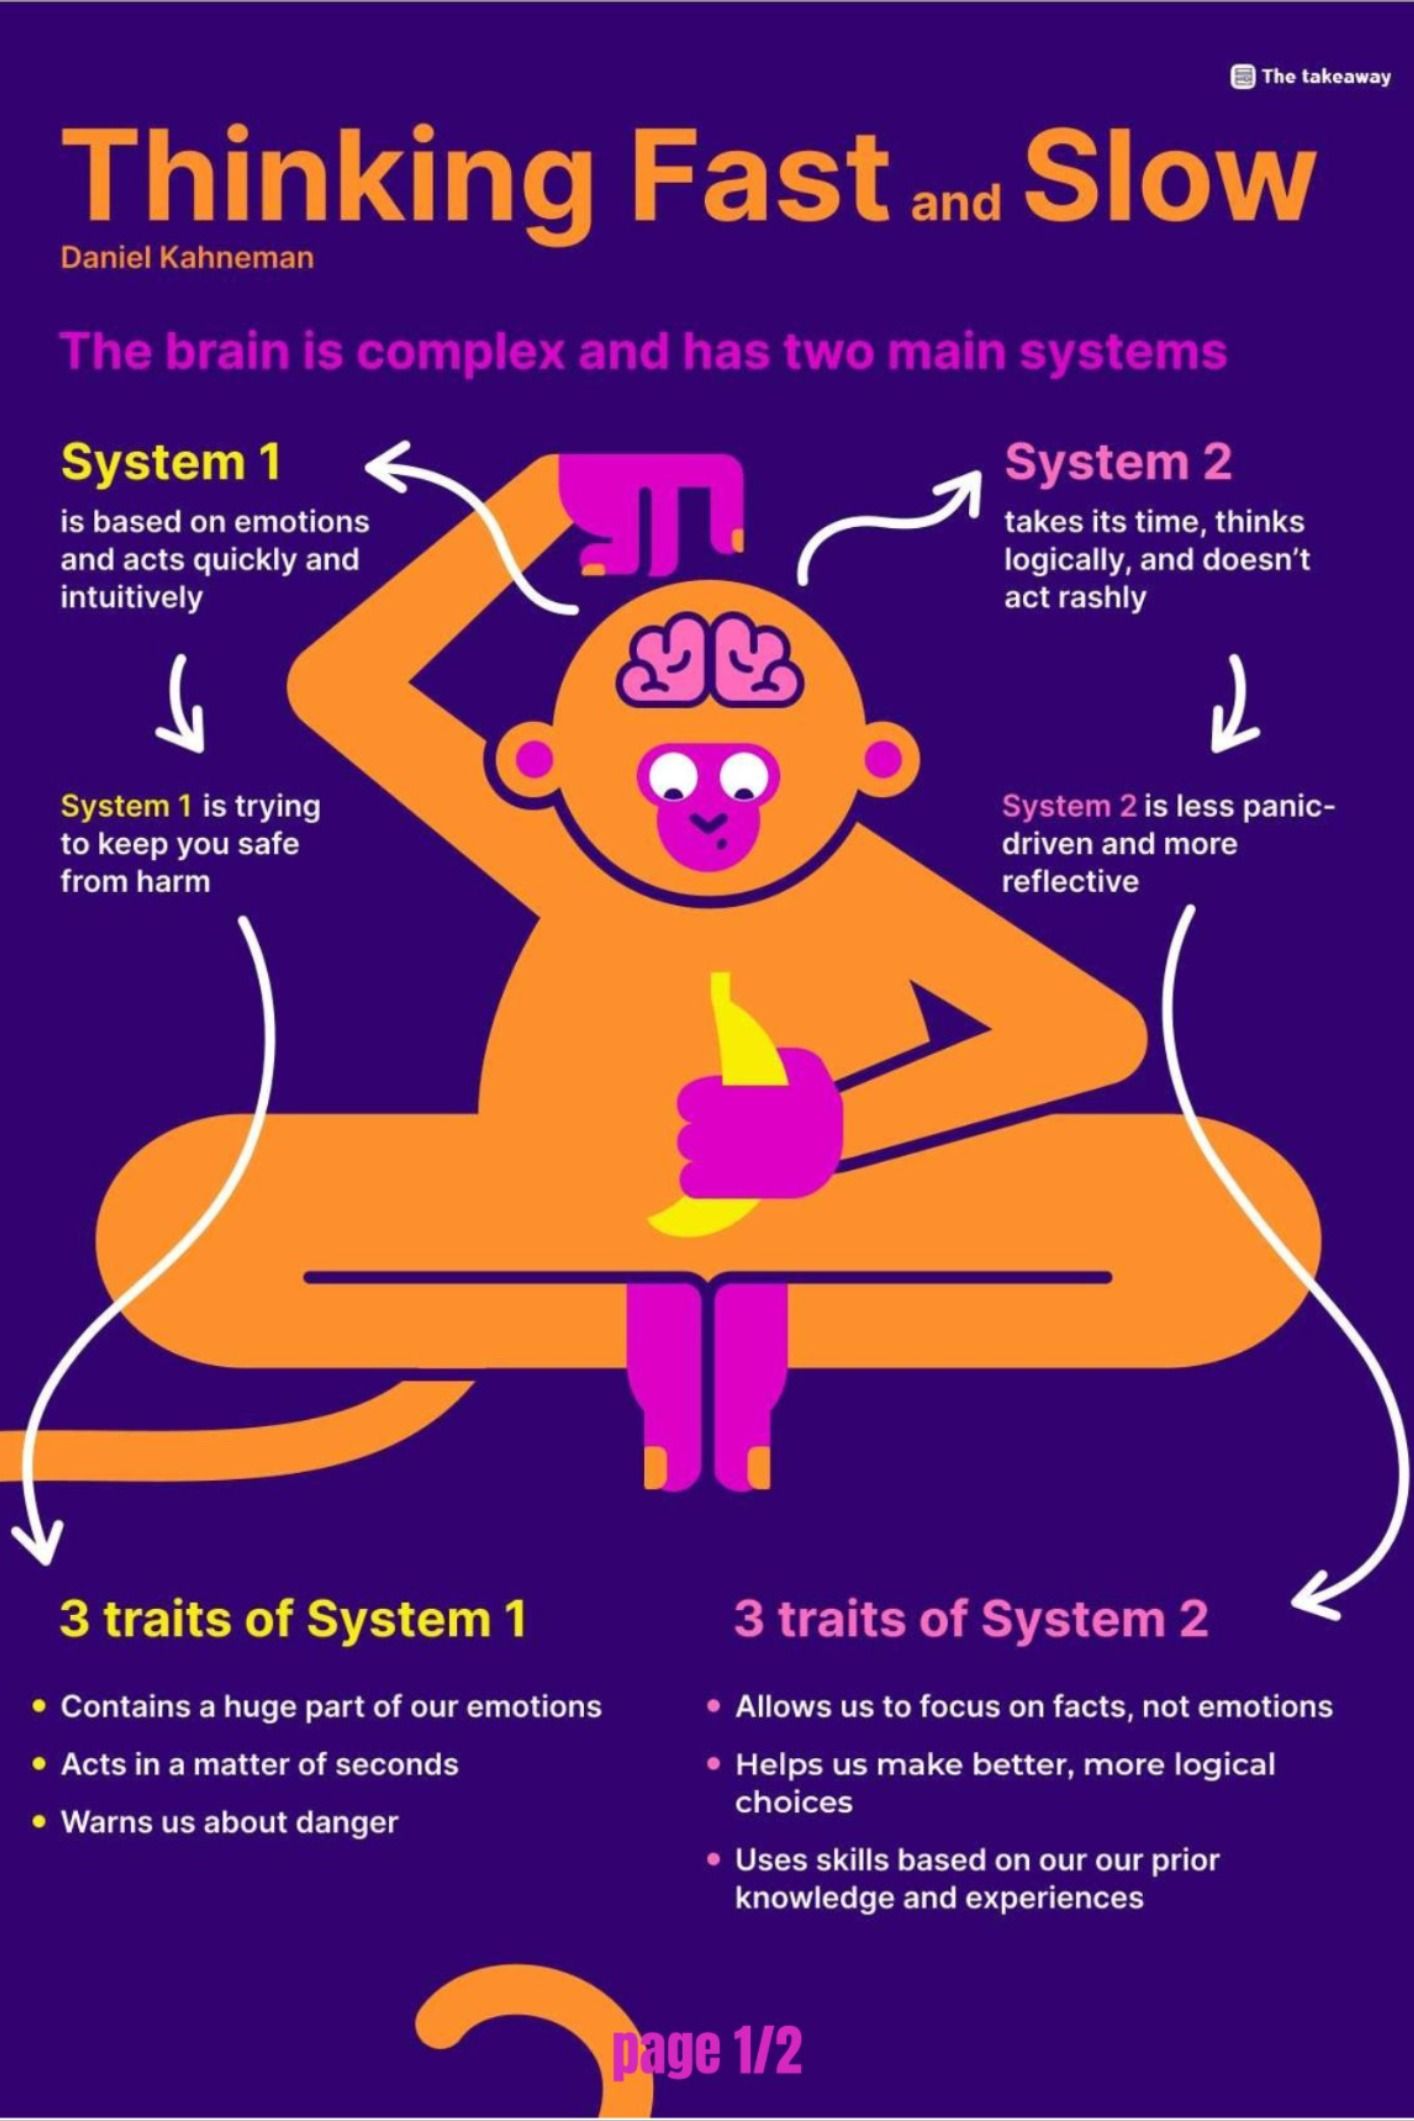 The takeaway
Thinking Fast and Slow
Daniel Kahneman
The brain is complex and has two main systems
System 1
is based on emotions
and acts quickly and
intuitively
System 1 is trying
to keep you safe
from harm
System 2
takes its time, thinks
logically, and doesn't
act rashly
System 2 is less panic-
driven and more
reflective
3 traits of System 1
• Contains a huge part of our emotions
• Acts in a matter of seconds
• Warns us about danger
3 traits of System 2
• Allows us to focus on facts, not emotions
• Helps us make better, more logical
choices
• Uses skills based on our our prior
knowledge and experiences
page 1/2